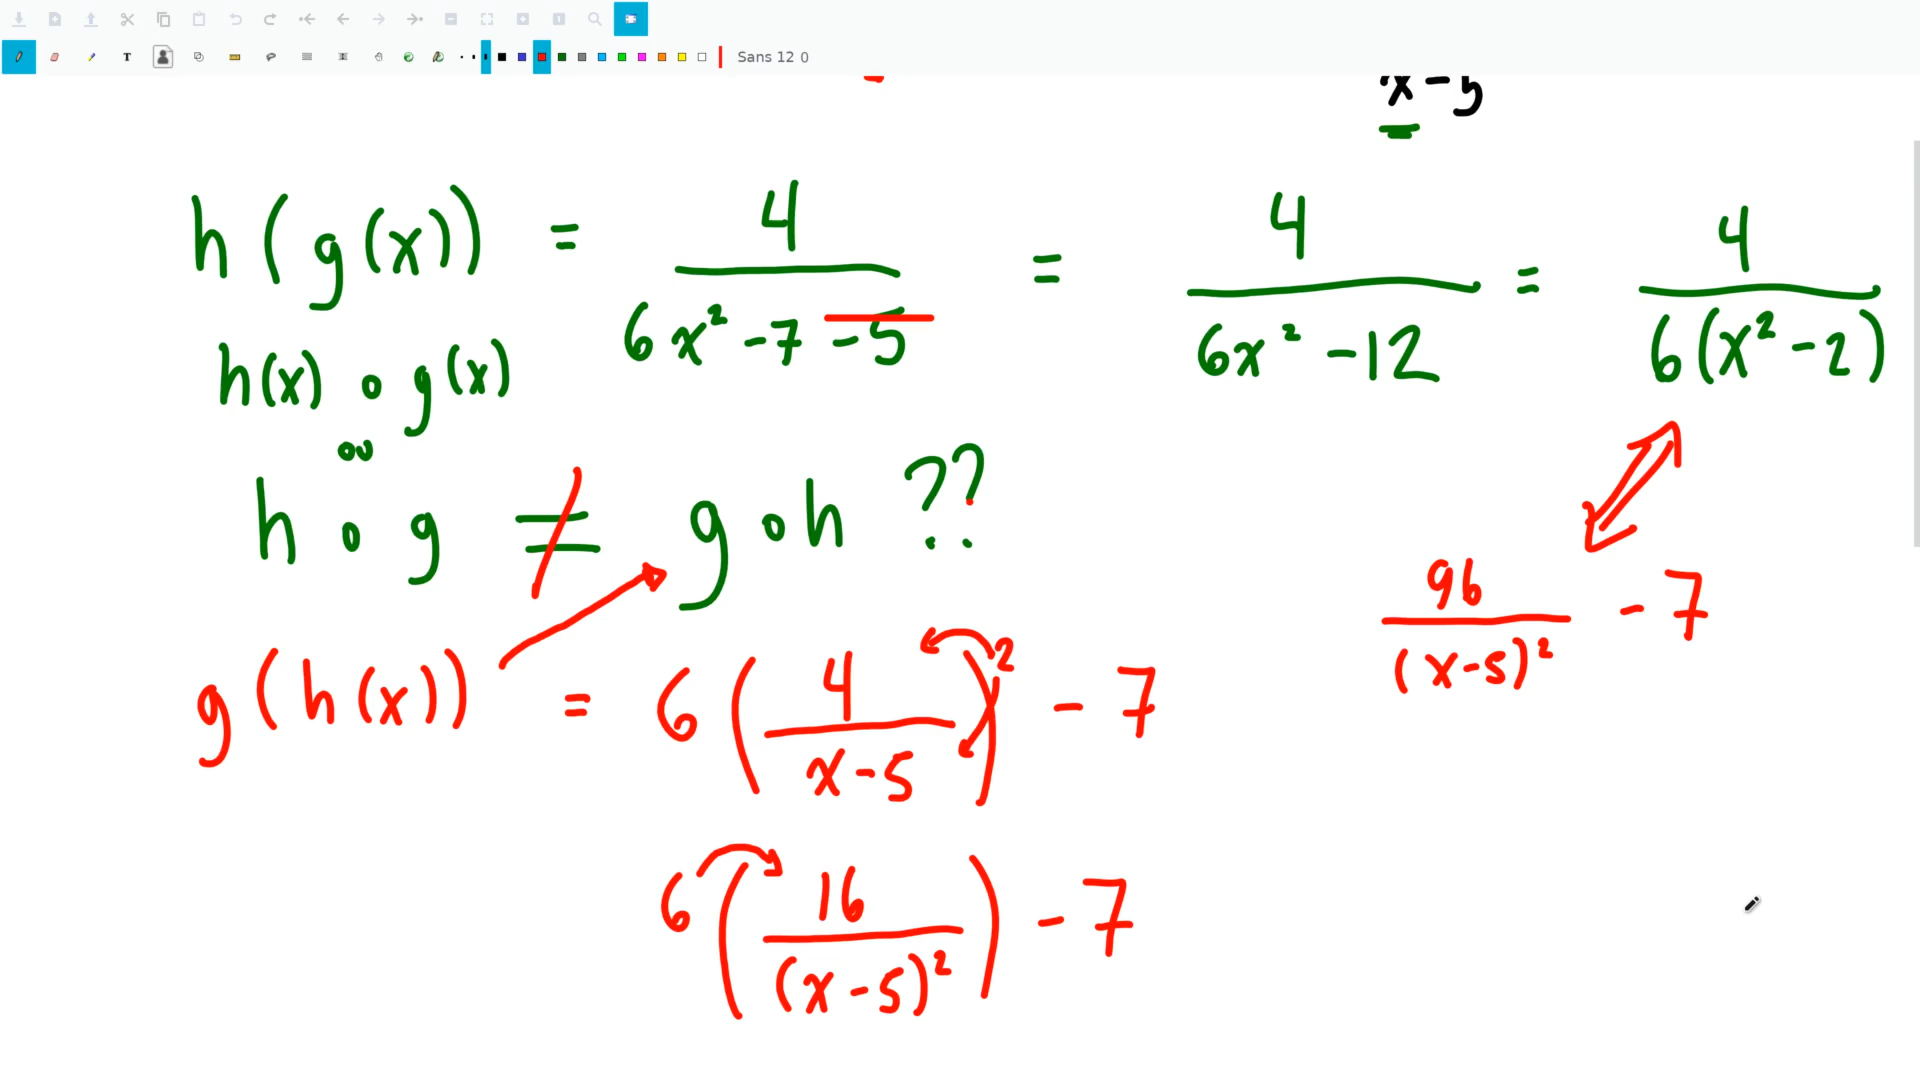 T
Sans 12 0
x-5
h(g(x)) = 4/(6x²-7-5) = 4/(6x²-12) = 4/(6(x²-2))
h(x) ∘ g(x)
h ∘ g ≠ g ∘ h ??
96/(x-5)² - 7
g(h(x)) = 6(4/(x-5))² - 7
6(16/(x-5)²) - 7